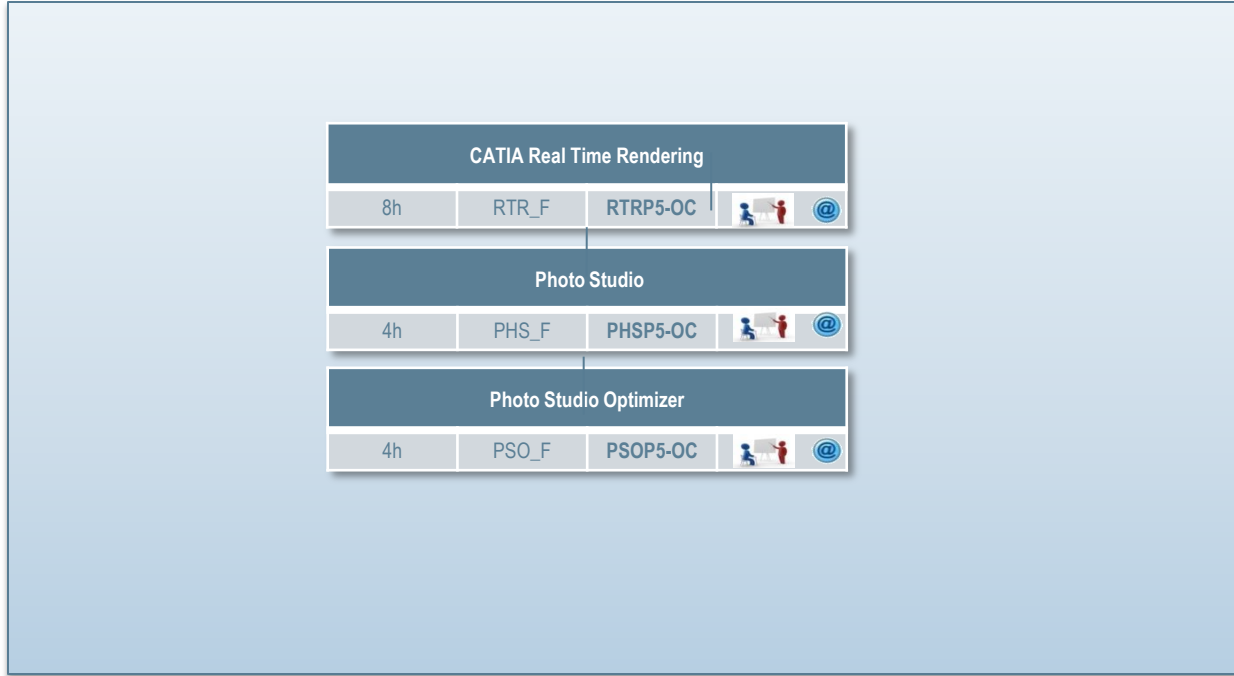 CATIA Real Time Rendering
8h RTR_F RTRP5-OC @
Photo Studio
4h PHS_F PHSP5-OC @
Photo Studio Optimizer
4h PSO_F PSOP5-OC @